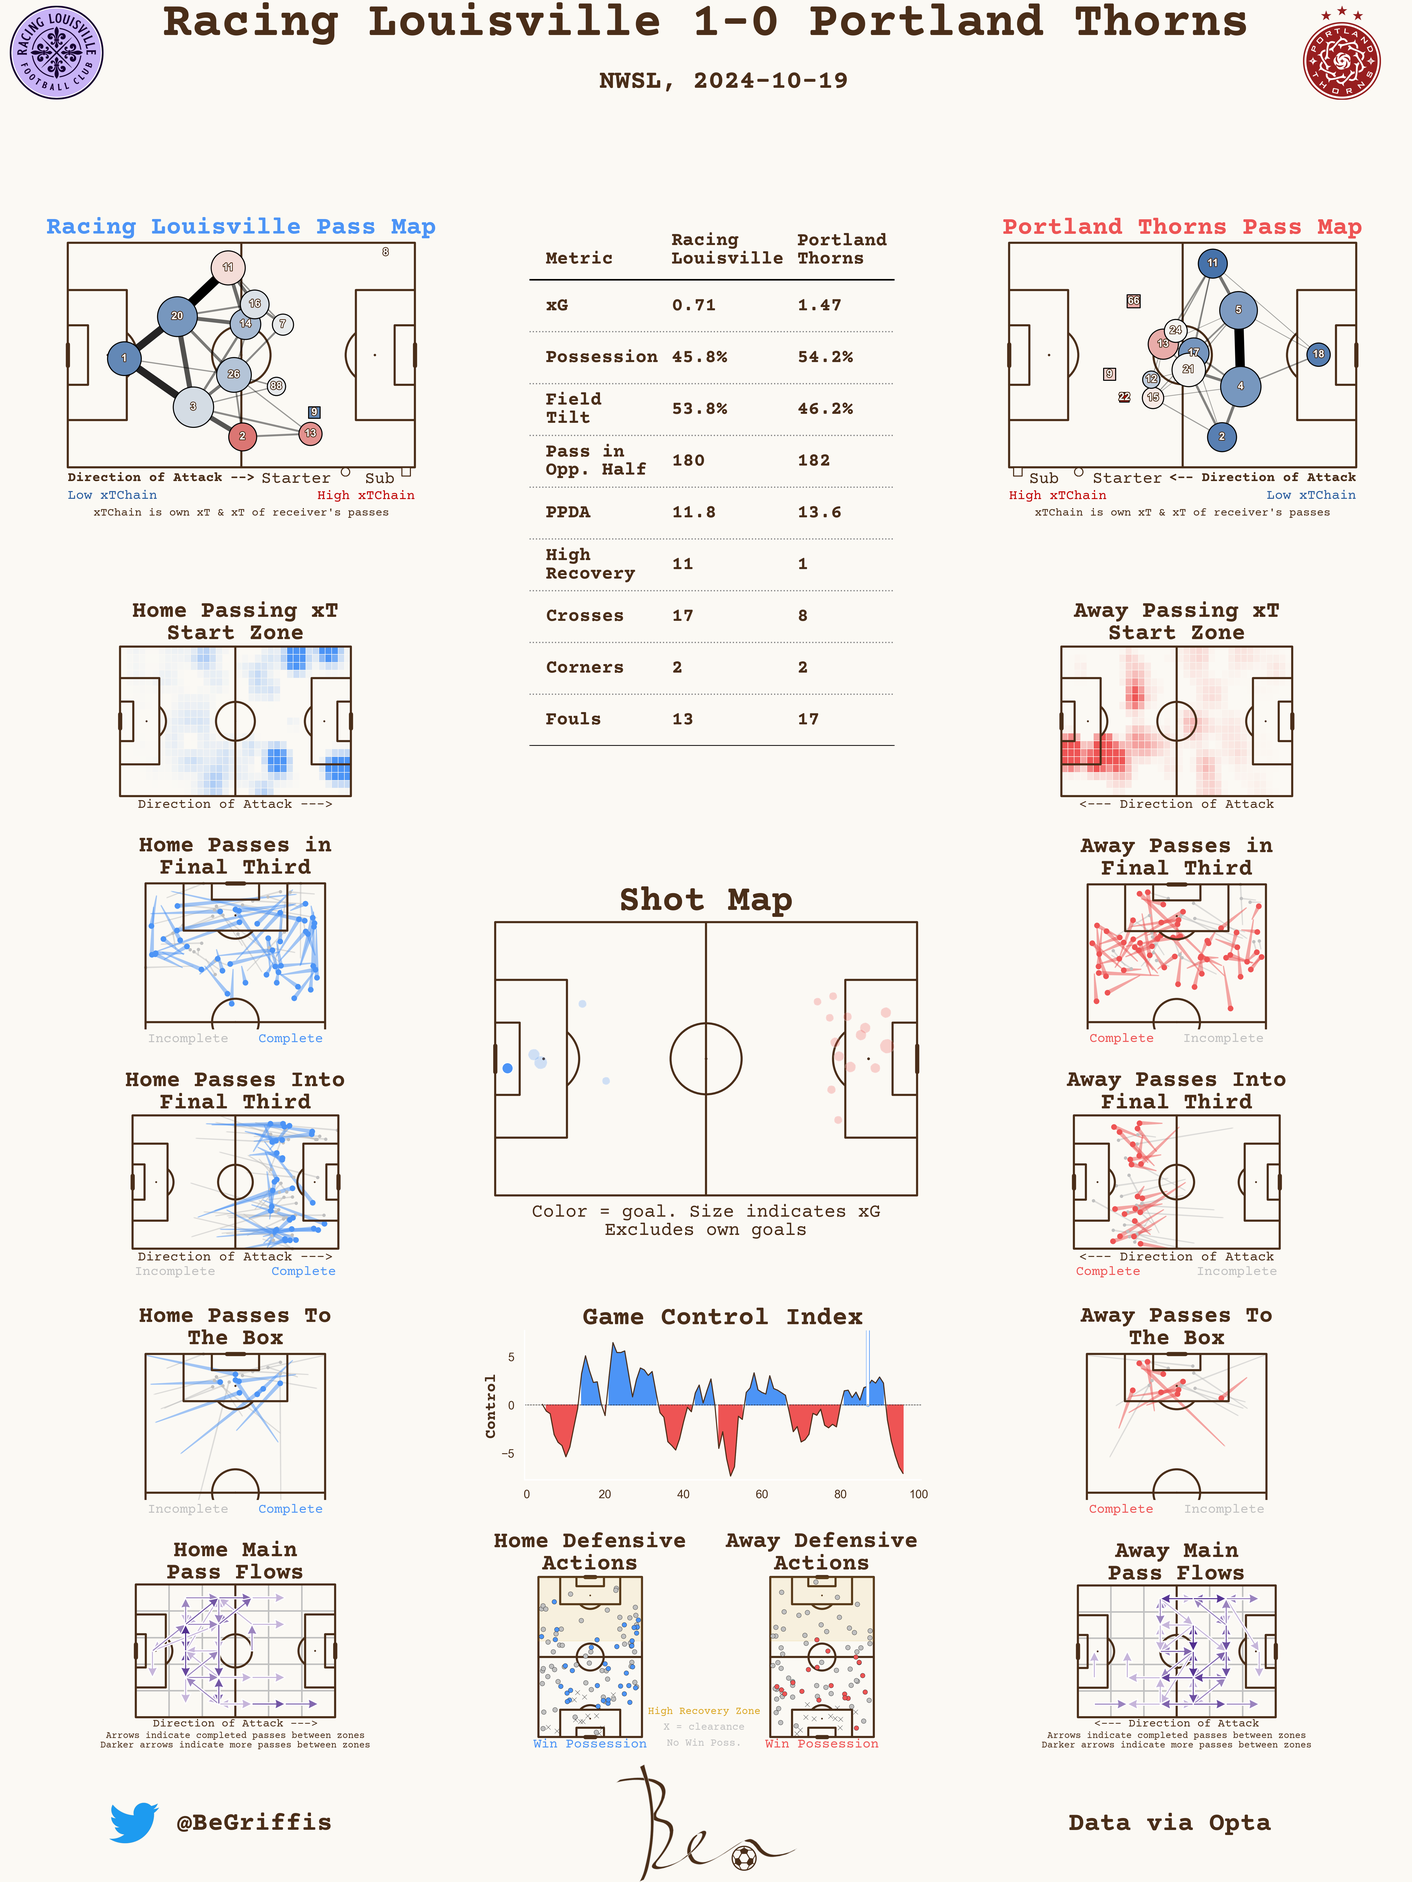 Racing Louisville 1-0 Portland Thorns
NWSL, 2024-10-19
RACING LOUISVILLE
FOOTBALL CLUB
PORTLAND
THORNS
Racing Louisville Pass Map
11
8
16
20
14
7
1
26
88
3
9
2
13
Direction of Attack --> Starter Sub
Low xTChain High xTChain
xTChain is own xT & xT of receiver's passes
Metric Racing Louisville Portland Thorns
xG 0.71 1.47
Possession 45.8% 54.2%
Field Tilt 53.8% 46.2%
Pass in Opp. Half 180 182
PPDA 11.8 13.6
High Recovery 11 1
Crosses 17 8
Corners 2 2
Fouls 13 17
Portland Thorns Pass Map
11
66
5
24
13
17
18
21
9
12
4
22
15
2
Sub Starter <-- Direction of Attack
High xTChain Low xTChain
xTChain is own xT & xT of receiver's passes
Home Passing xT
Start Zone
Direction of Attack --->
Away Passing xT
Start Zone
<--- Direction of Attack
Home Passes in
Final Third
Incomplete Complete
Away Passes in
Final Third
Complete Incomplete
Shot Map
Color = goal. Size indicates xG
Excludes own goals
Home Passes Into
Final Third
Direction of Attack --->
Incomplete Complete
Away Passes Into
Final Third
<--- Direction of Attack
Complete Incomplete
Home Passes To
The Box
Incomplete Complete
Game Control Index
Control
5
0
−5
0 20 40 60 80 100
Away Passes To
The Box
Complete Incomplete
Home Main
Pass Flows
Direction of Attack --->
Arrows indicate completed passes between zones
Darker arrows indicate more passes between zones
Home Defensive
Actions
Win Possession
High Recovery Zone
X = clearance
No Win Poss.
Away Defensive
Actions
Win Possession
Away Main
Pass Flows
<--- Direction of Attack
Arrows indicate completed passes between zones
Darker arrows indicate more passes between zones
@BeGriffis
Ben
Data via Opta